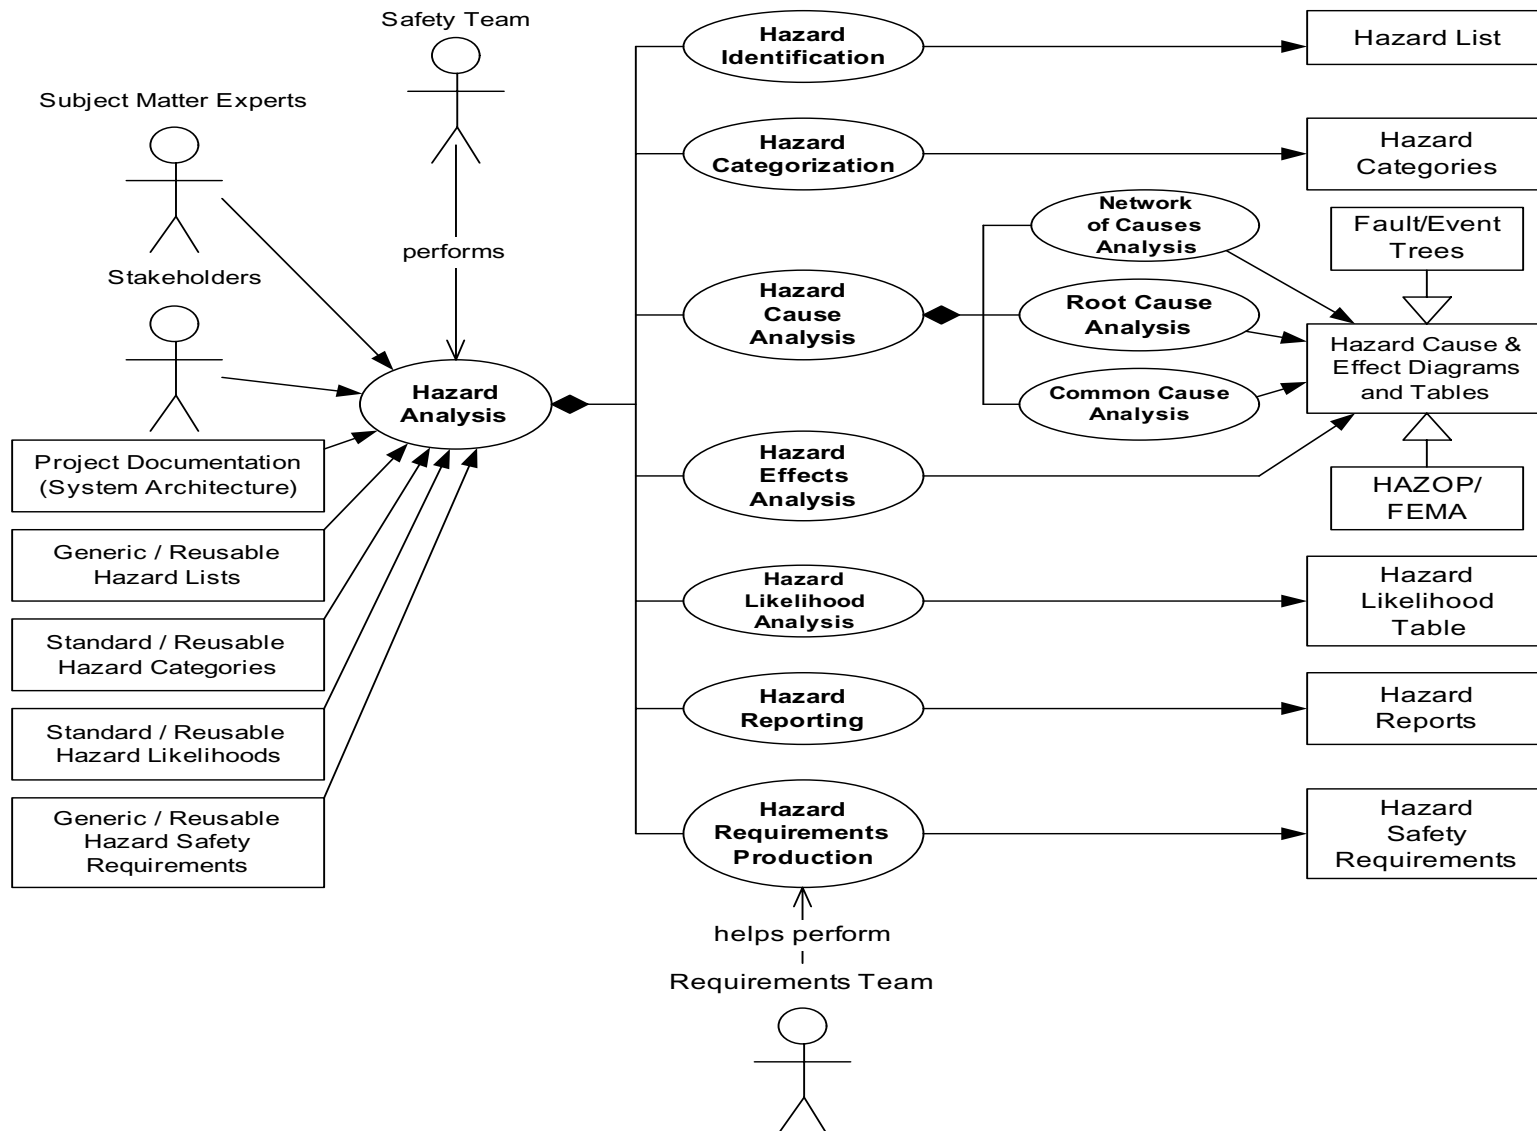 Safety Team
Subject Matter Experts
performs
Stakeholders
Hazard
Analysis
Project Documentation
(System Architecture)
Generic / Reusable
Hazard Lists
Standard / Reusable
Hazard Categories
Standard / Reusable
Hazard Likelihoods
Generic / Reusable
Hazard Safety
Requirements
Hazard
Identification
Hazard List
Hazard
Categorization
Hazard
Categories
Hazard
Cause
Analysis
Network
of Causes
Analysis
Root Cause
Analysis
Common Cause
Analysis
Fault/Event
Trees
Hazard Cause &
Effect Diagrams
and Tables
HAZOP/
FEMA
Hazard
Effects
Analysis
Hazard
Likelihood
Analysis
Hazard
Likelihood
Table
Hazard
Reporting
Hazard
Reports
Hazard
Requirements
Production
Hazard
Safety
Requirements
helps perform
Requirements Team